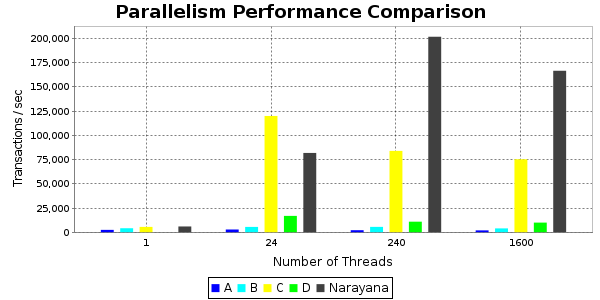 Parallelism Performance Comparison
Transactions / sec
200,000
175,000
150,000
125,000
100,000
75,000
50,000
25,000
0
1 24 240 1600
Number of Threads
A B C D Narayana